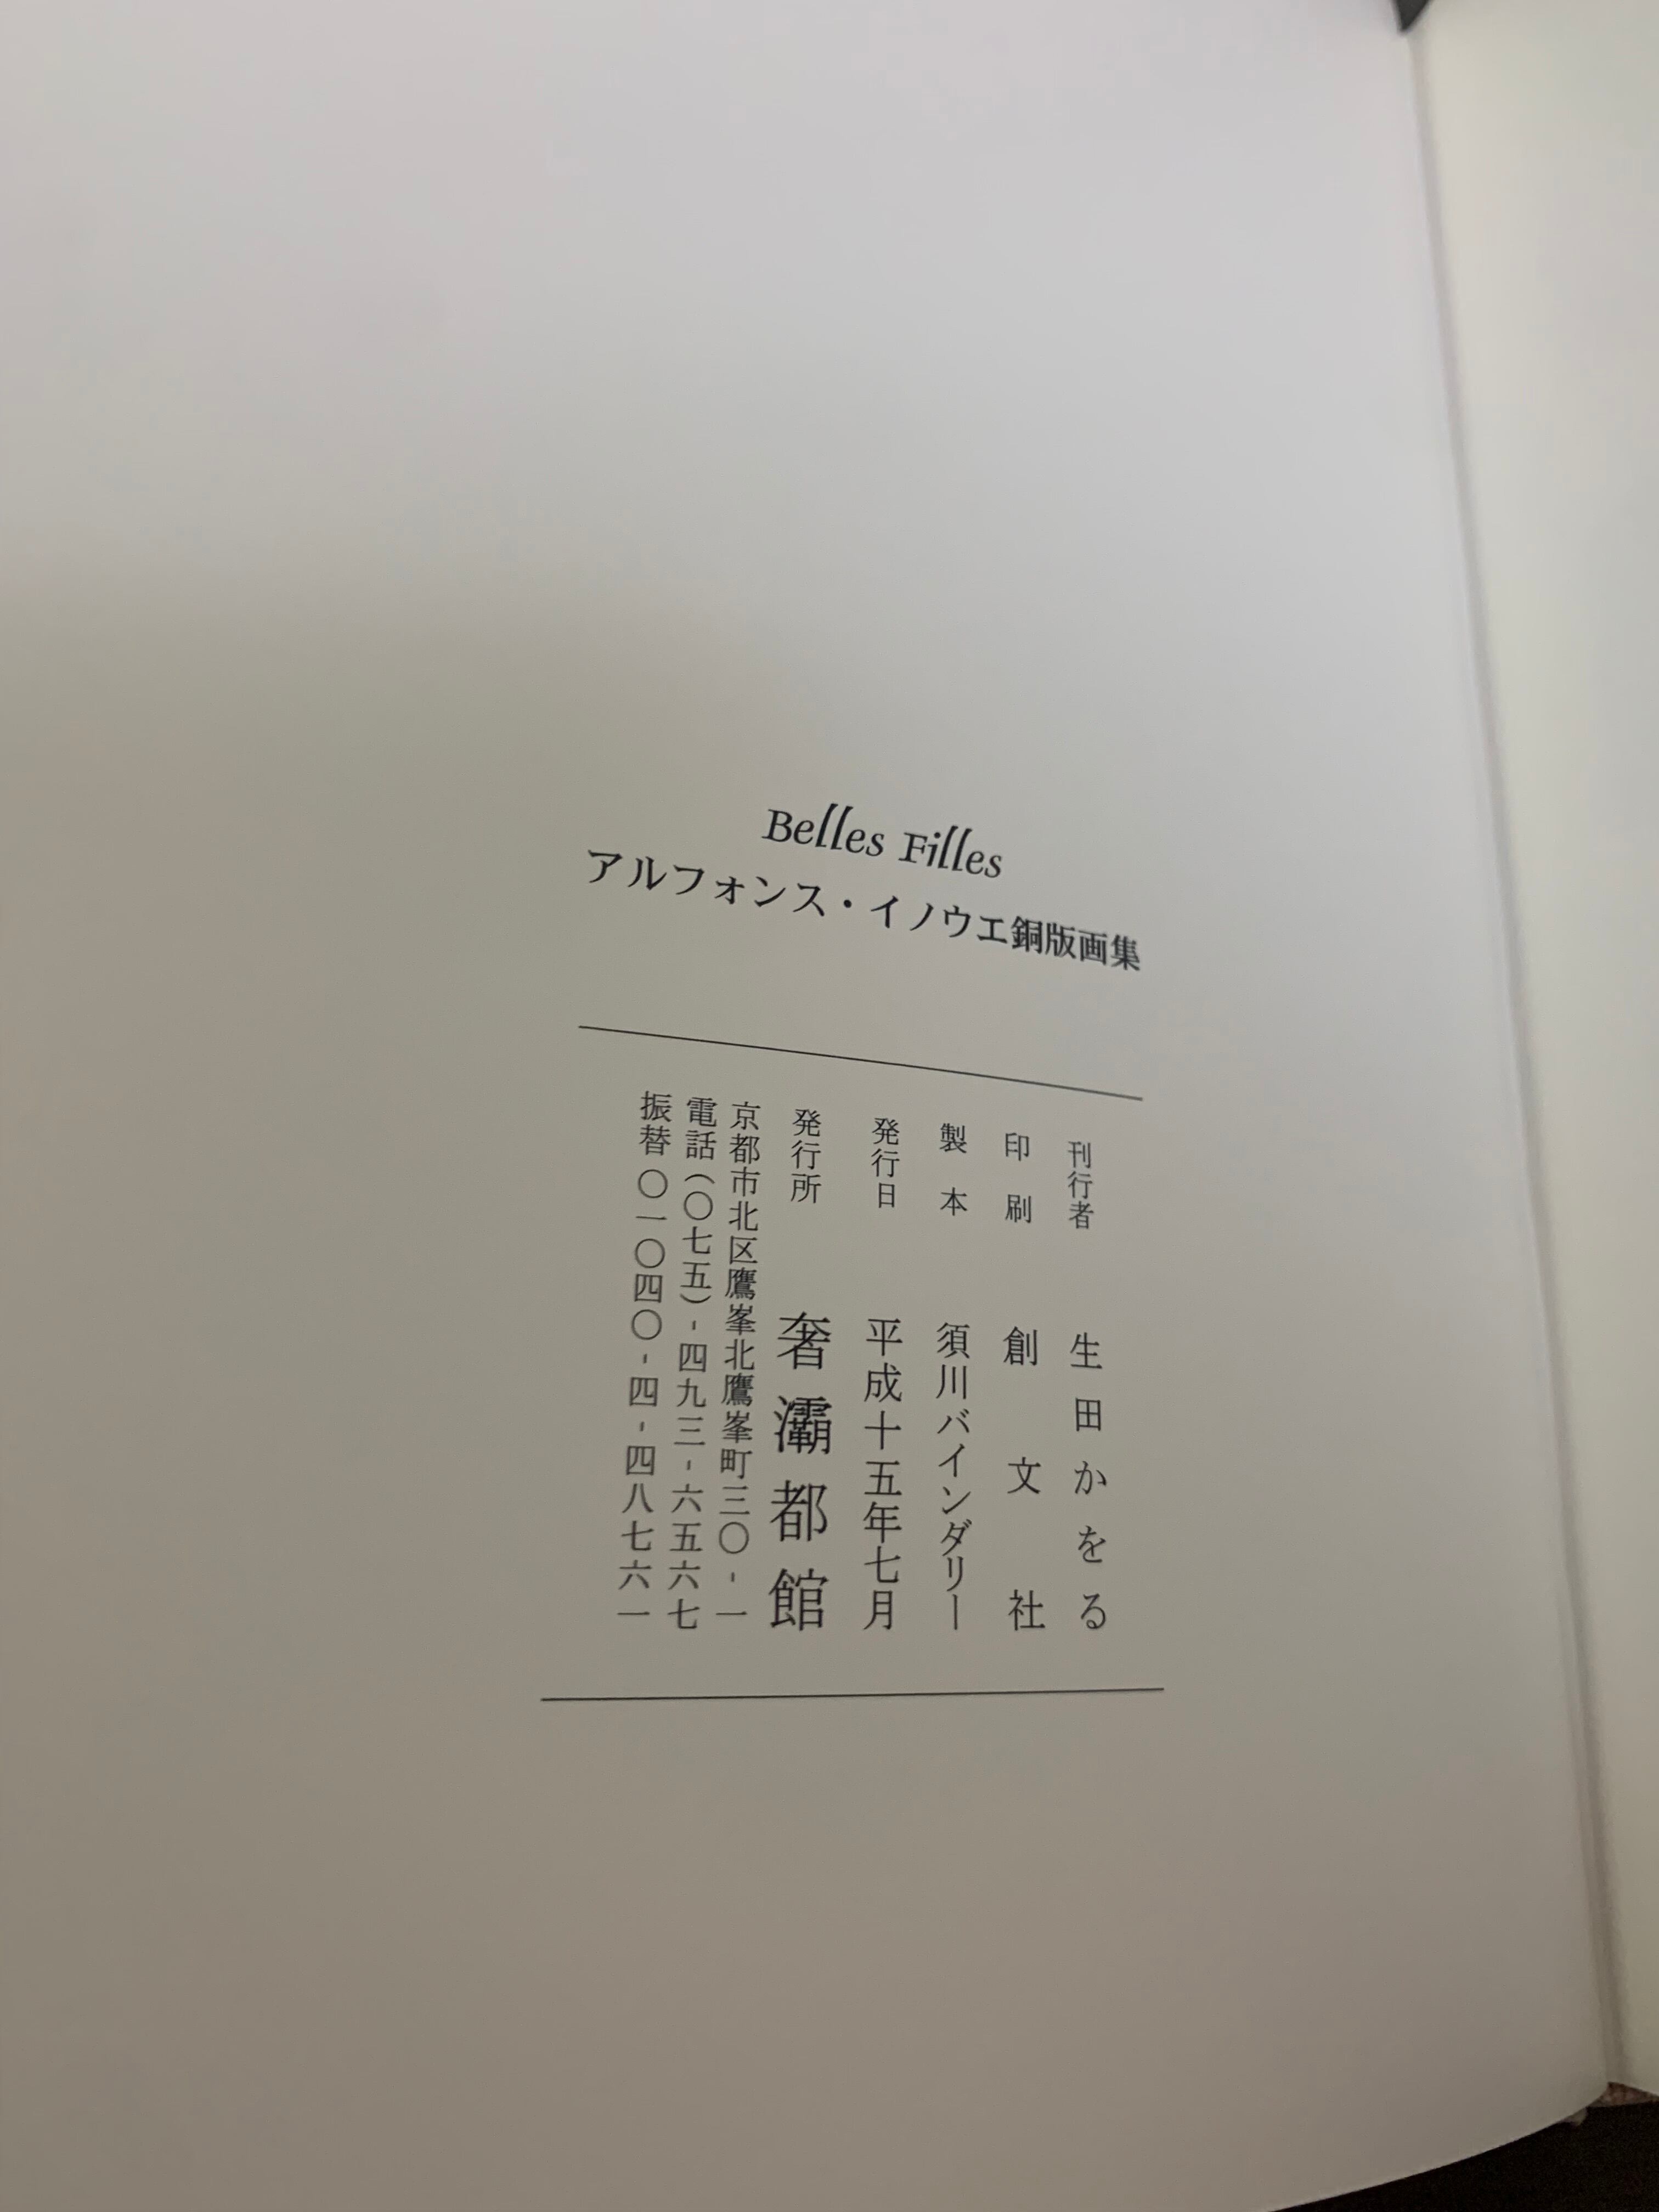 Belles Filles
アルフォンス・イノウエ銅版画集
刊行者 生田かをる
印刷 創文社
製本 須川バインダリー
発行日 平成十五年七月
発行所 奢灞都館
京都市北区鷹峯北鷹峯町三〇-一
電話(〇七五)-四九三-六五六七
振替〇一〇四〇-四-四八七六一